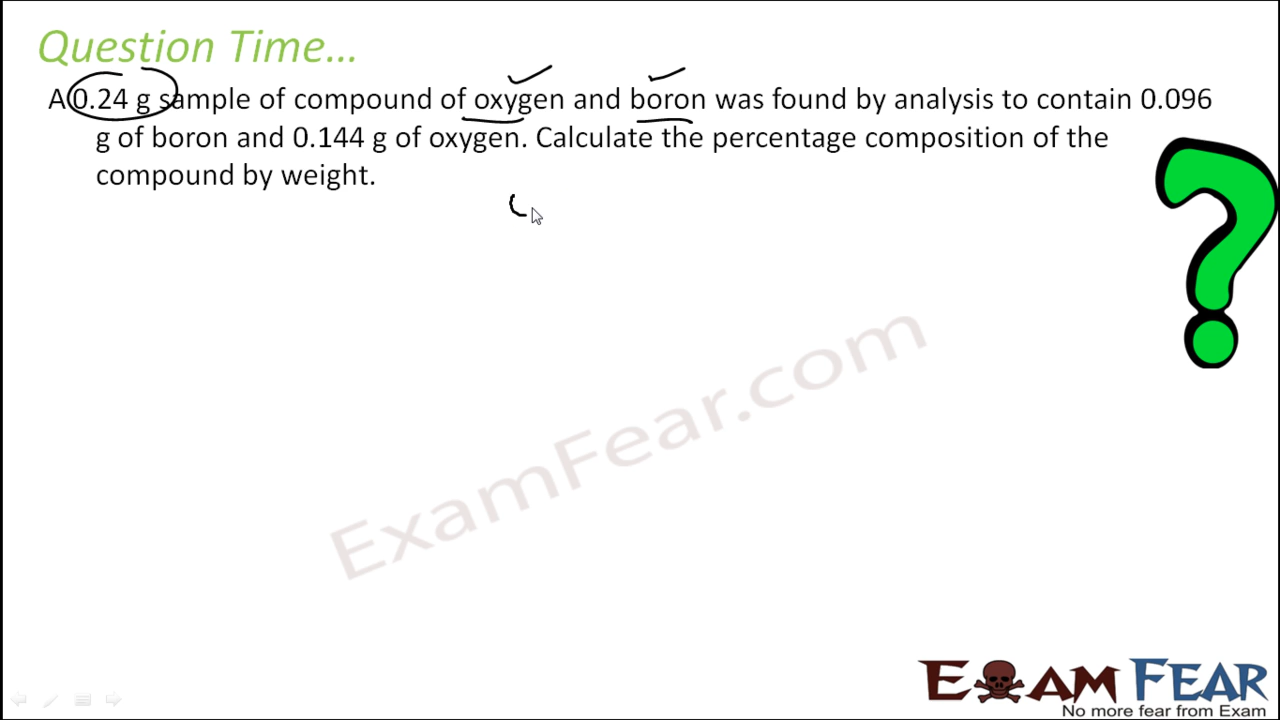 Question Time...
A 0.24 g sample of compound of oxygen and boron was found by analysis to contain 0.096
g of boron and 0.144 g of oxygen. Calculate the percentage composition of the
compound by weight.
ExamFear.com
EXAM FEAR
No more fear from Exam